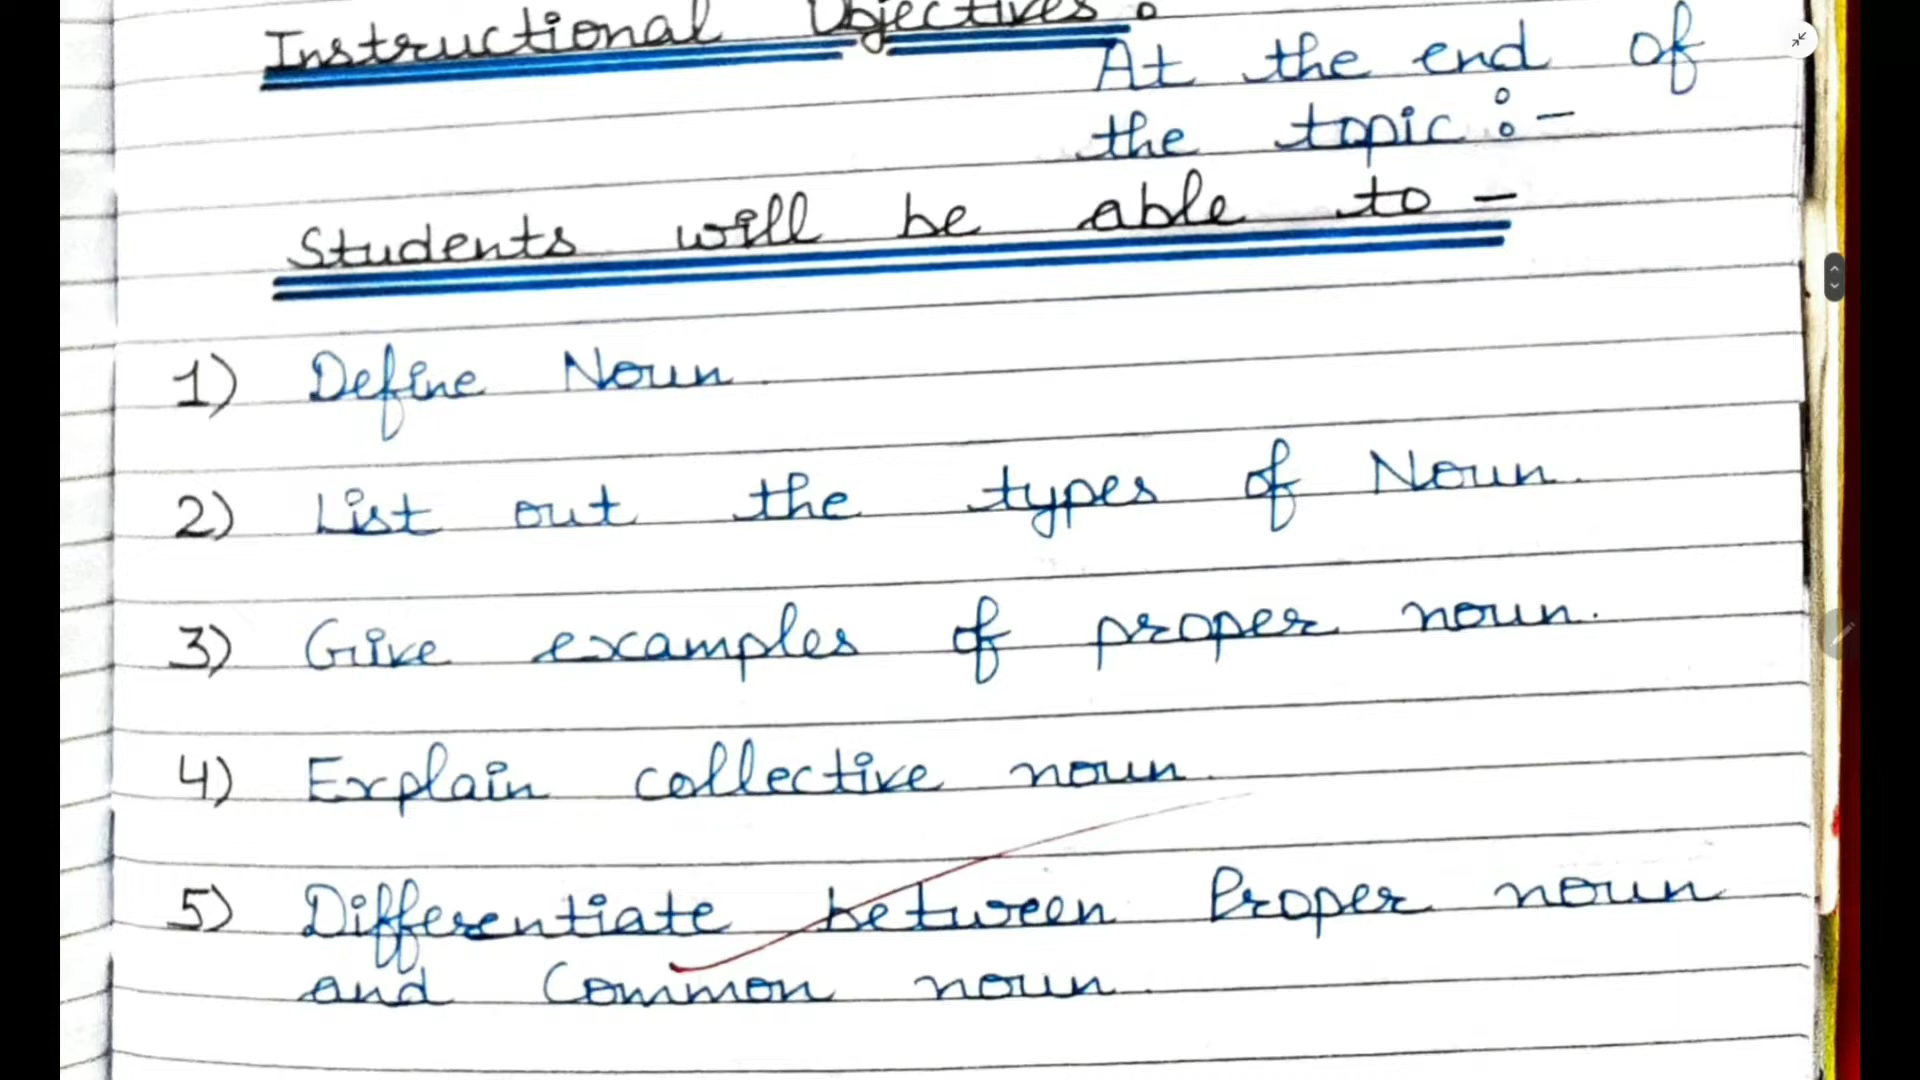 Instructional Objectives :
At the end of
the topic :-
Students will be able to -
1) Define Noun
2) List out the types of Noun.
3) Give examples of proper noun.
4) Explain collective noun.
5) Differentiate between Proper noun
and Common noun.